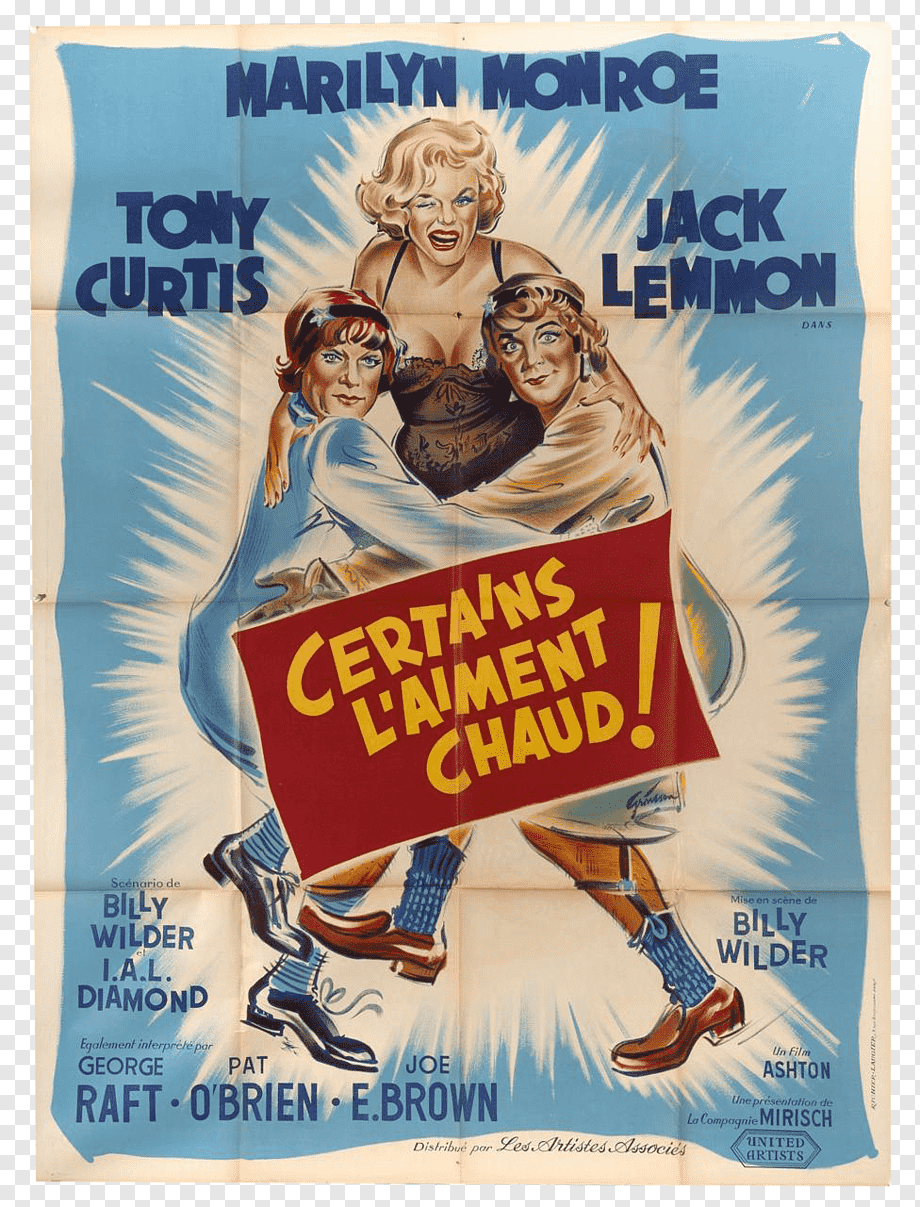 MARILYN MONROE
TONY
CURTIS
JACK
LEMMON
DANS
CERTAINS
L'AIMENT
CHAUD!
Scénario de
BILLY
WILDER
et
I.A.L.
DIAMOND
Mise en scène de
BILLY
WILDER
Egalement interprété par
GEORGE
RAFT •
PAT
O'BRIEN •
JOE
E. BROWN
Un Film
ASHTON
Une présentation de
La Compagnie MIRISCH
Distribué par Les Artistes Associés
UNITED
ARTISTS
RICHIER-LAUGIER